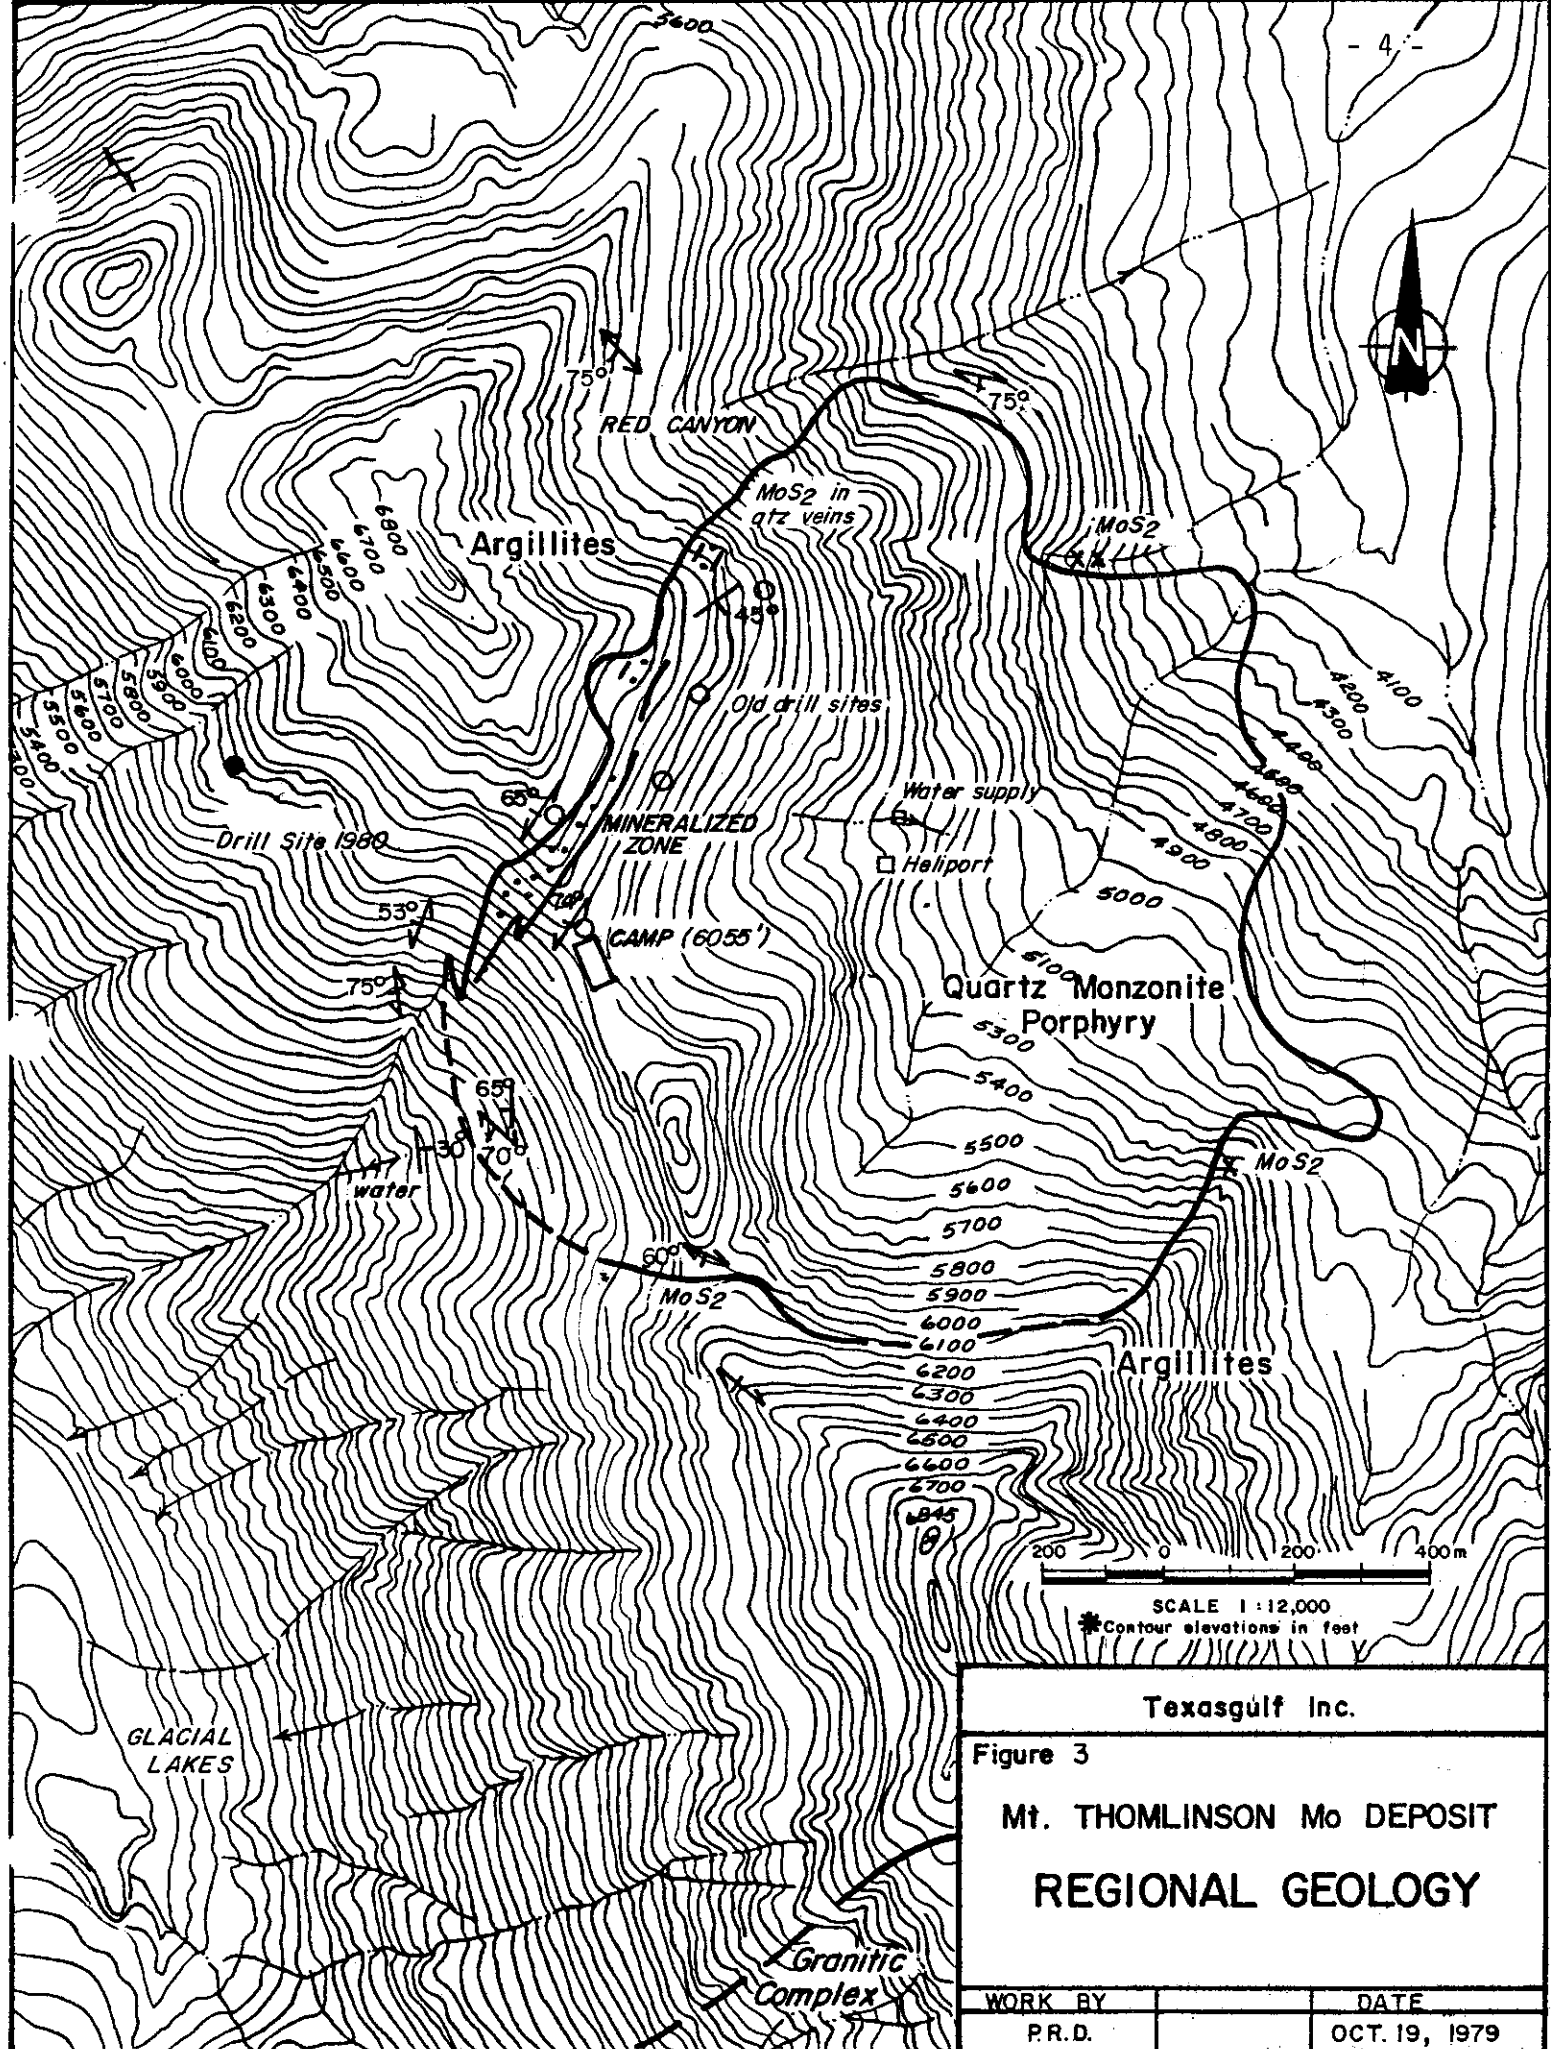 - 4 -
5600
75°
RED CANYON
75°
MoS2 in
qtz veins
MoS2
Argillites
6800
6700
6600
6500
6400
6300
6200
6100
6000
5900
5800
5700
5600
5500
5400
45°
Old drill sites
4100
4200
4300
4400
4600
4700
4800
4900
5000
65°
MINERALIZED
ZONE
Water supply
Heliport
Drill Site 1980
53°
70°
CAMP (6055')
75°
Quartz Monzonite
Porphyry
5300
5400
5500
5600
5700
5800
5900
6000
6100
6200
6300
6400
6500
6600
6700
6845
65°
30°
70°
water
MoS2
60°
MoS2
Argillites
N
200 0 200 400m
SCALE 1:12,000
*Contour elevations in feet
GLACIAL
LAKES
Granitic
Complex
Texasgulf Inc.
Figure 3
Mt. THOMLINSON Mo DEPOSIT
REGIONAL GEOLOGY
WORK BY DATE
P.R.D. OCT. 19, 1979